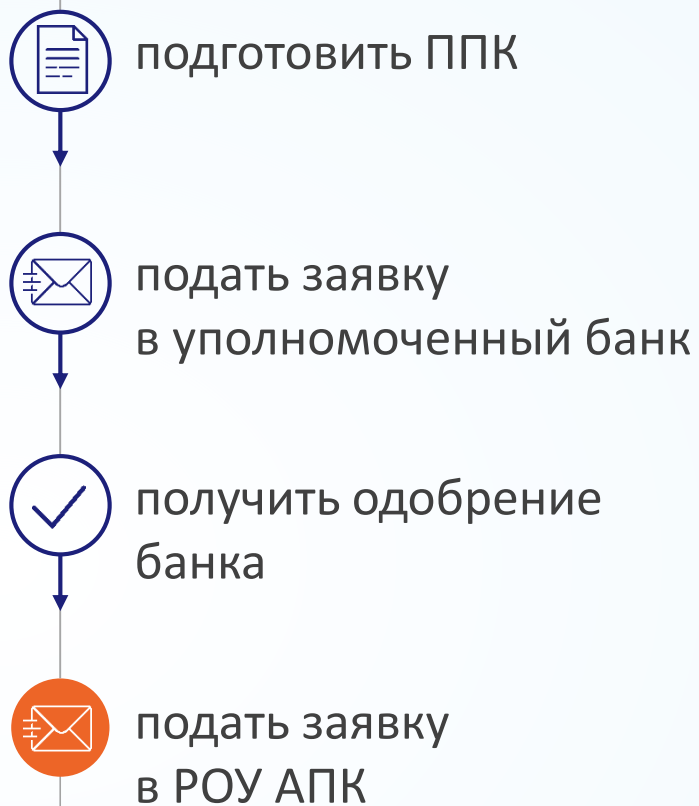 подготовить ППК
подать заявку
в уполномоченный банк
получить одобрение
банка
подать заявку
в РОУ АПК